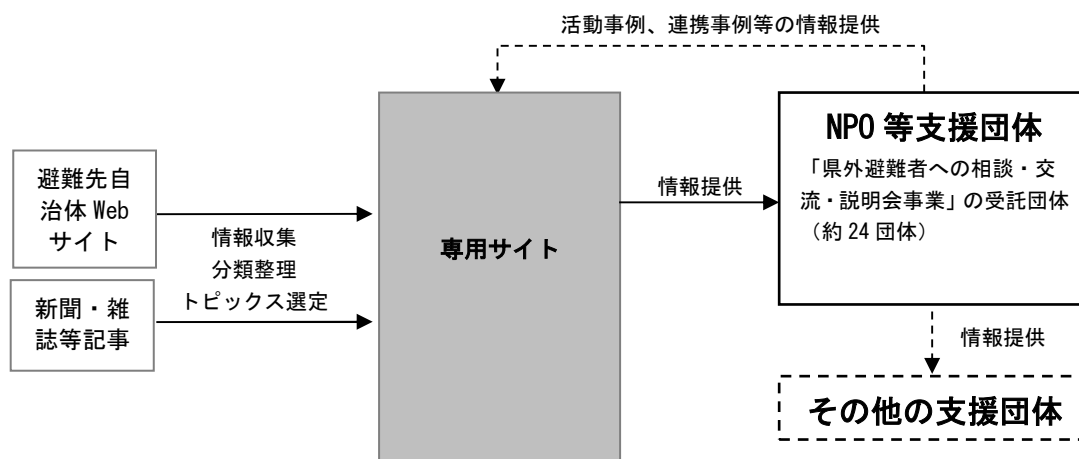 活動事例、連携事例等の情報提供
避難先自
治体 Web
サイト
新聞・雑
誌等記事
情報収集
分類整理
トピックス選定
専用サイト
情報提供
NPO 等支援団体
「県外避難者への相談・交
流・説明会事業」の受託団体
（約 24 団体）
情報提供
その他の支援団体